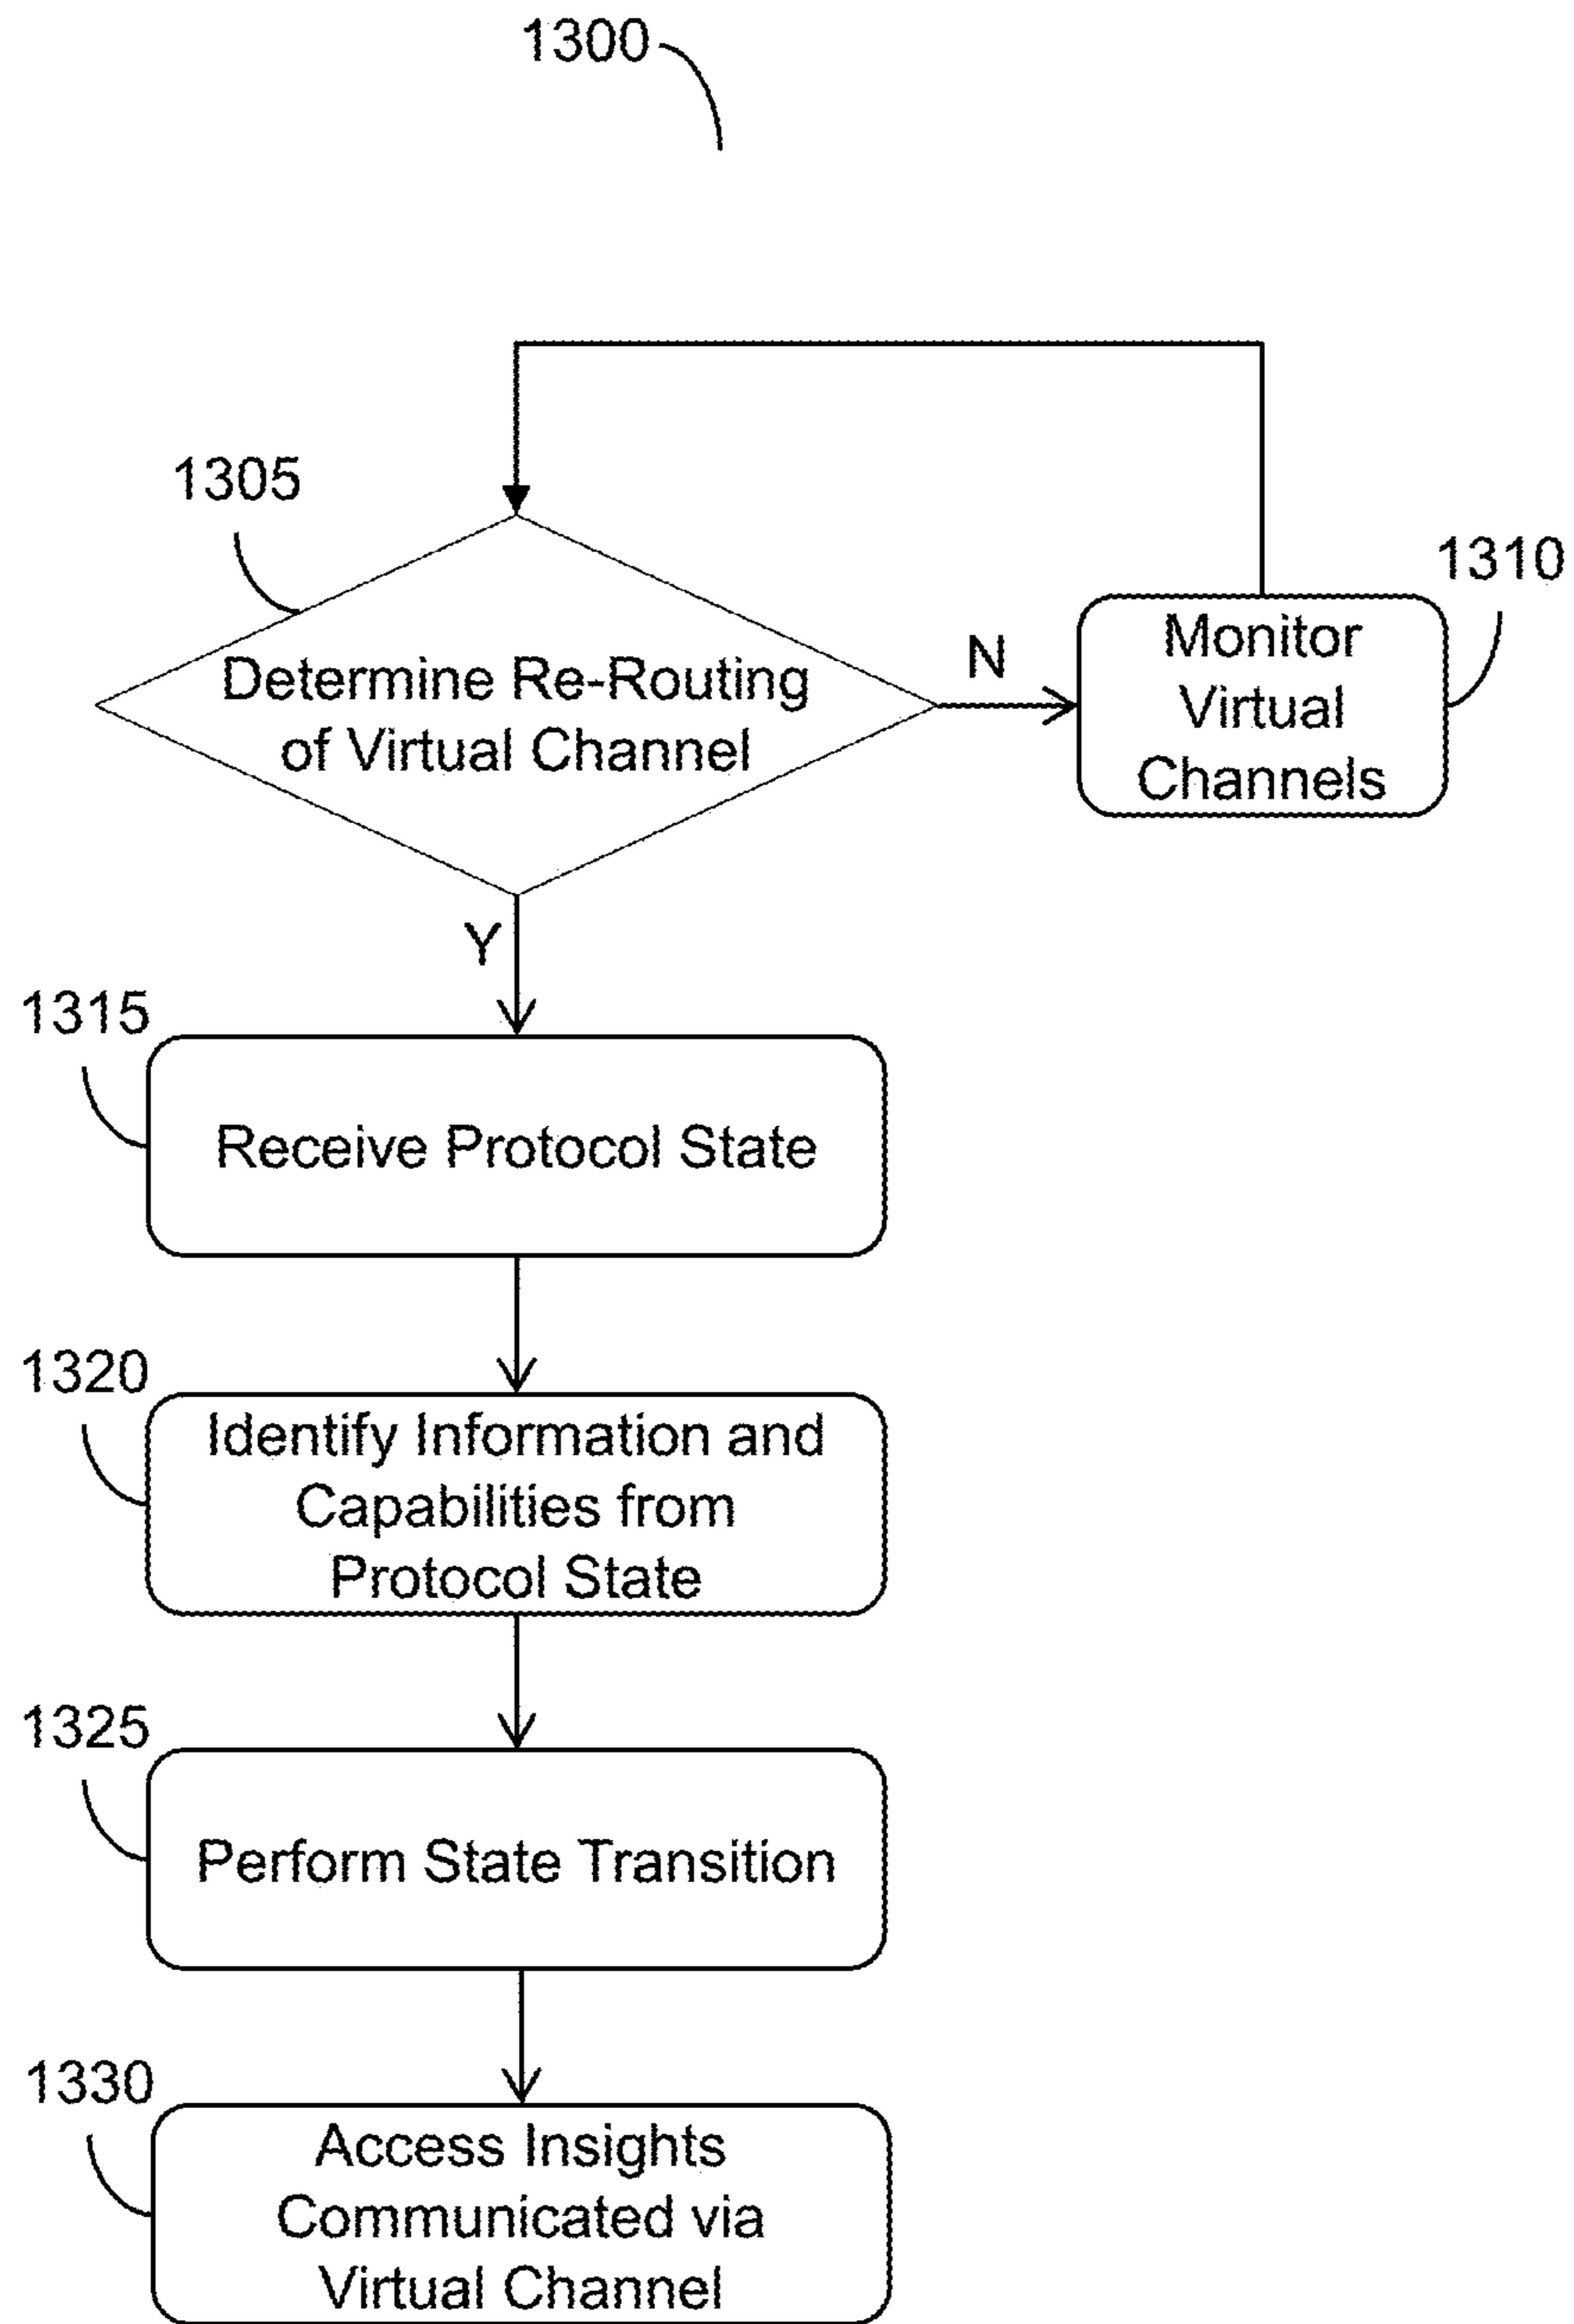 1300
1305
Determine Re-Routing
of Virtual Channel
N
1310
Monitor
Virtual
Channels
Y
1315
Receive Protocol State
1320
Identify Information and
Capabilities from
Protocol State
1325
Perform State Transition
1330
Access Insights
Communicated via
Virtual Channel